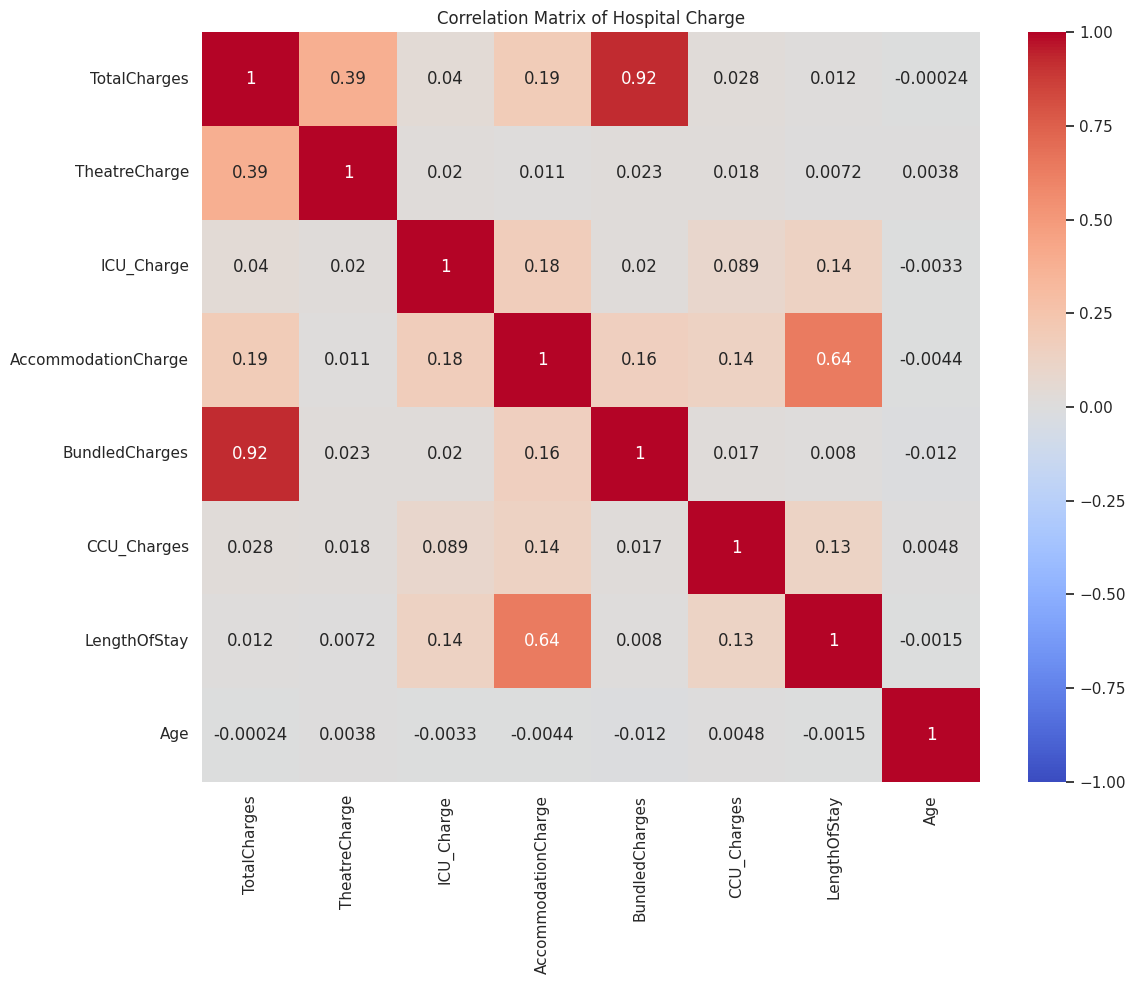 Correlation Matrix of Hospital Charge
TotalCharges 1 0.39 0.04 0.19 0.92 0.028 0.012 -0.00024
TheatreCharge 0.39 1 0.02 0.011 0.023 0.018 0.0072 0.0038
ICU_Charge 0.04 0.02 1 0.18 0.02 0.089 0.14 -0.0033
AccommodationCharge 0.19 0.011 0.18 1 0.16 0.14 0.64 -0.0044
BundledCharges 0.92 0.023 0.02 0.16 1 0.017 0.008 -0.012
CCU_Charges 0.028 0.018 0.089 0.14 0.017 1 0.13 0.0048
LengthOfStay 0.012 0.0072 0.14 0.64 0.008 0.13 1 -0.0015
Age -0.00024 0.0038 -0.0033 -0.0044 -0.012 0.0048 -0.0015 1
TotalCharges
TheatreCharge
ICU_Charge
AccommodationCharge
BundledCharges
CCU_Charges
LengthOfStay
Age
1.00
0.75
0.50
0.25
0.00
−0.25
−0.50
−0.75
−1.00